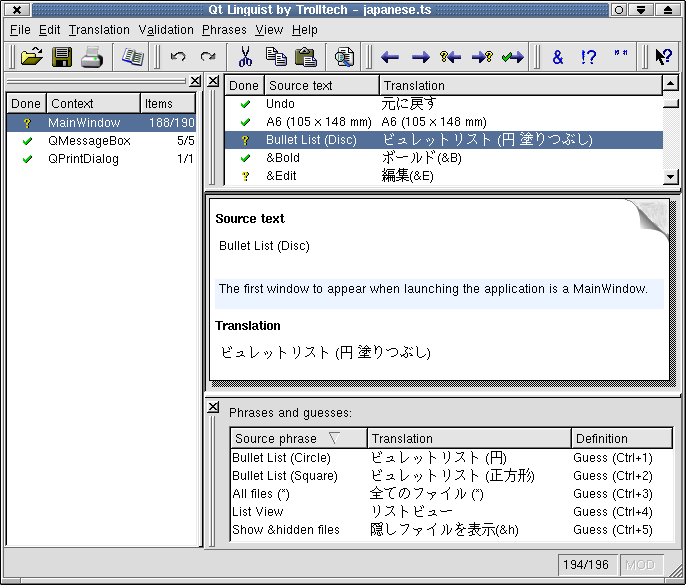 Qt Linguist by Trolltech - japanese.ts
File Edit Translation Validation Phrases View Help
Done Context Items
? MainWindow 188/190
QMessageBox 5/5
QPrintDialog 1/1
Done Source text Translation
Undo 元に戻す
A6 (105 x 148 mm) A6 (105 x 148 mm)
? Bullet List (Disc) ビュレットリスト (円 塗りつぶし)
&Bold ボールド(&B)
? &Edit 編集(&E)
Source text
Bullet List (Disc)
The first window to appear when launching the application is a MainWindow.
Translation
ビュレットリスト (円 塗りつぶし)
Phrases and guesses:
Source phrase Translation Definition
Bullet List (Circle) ビュレットリスト (円) Guess (Ctrl+1)
Bullet List (Square) ビュレットリスト (正方形) Guess (Ctrl+2)
All files (*) 全てのファイル (*) Guess (Ctrl+3)
List View リストビュー Guess (Ctrl+4)
Show &hidden files 隠しファイルを表示(&h) Guess (Ctrl+5)
194/196 MOD